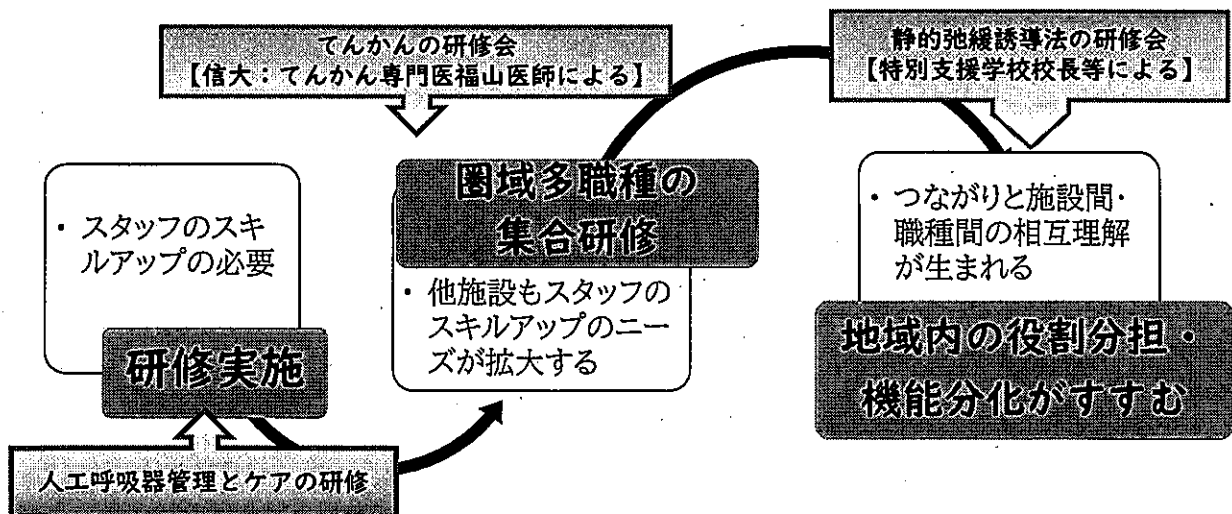 てんかんの研修会
【信大：てんかん専門医福山医師による】
静的弛緩誘導法の研修会
【特別支援学校校長等による】
・スタッフのスキ
ルアップの必要
研修実施
人工呼吸器管理とケアの研修
圏域多職種の
集合研修
・他施設もスタッフの
スキルアップのニー
ズが拡大する
・つながりと施設間・
職種間の相互理解
が生まれる
地域内の役割分担・
機能分化がすすむ